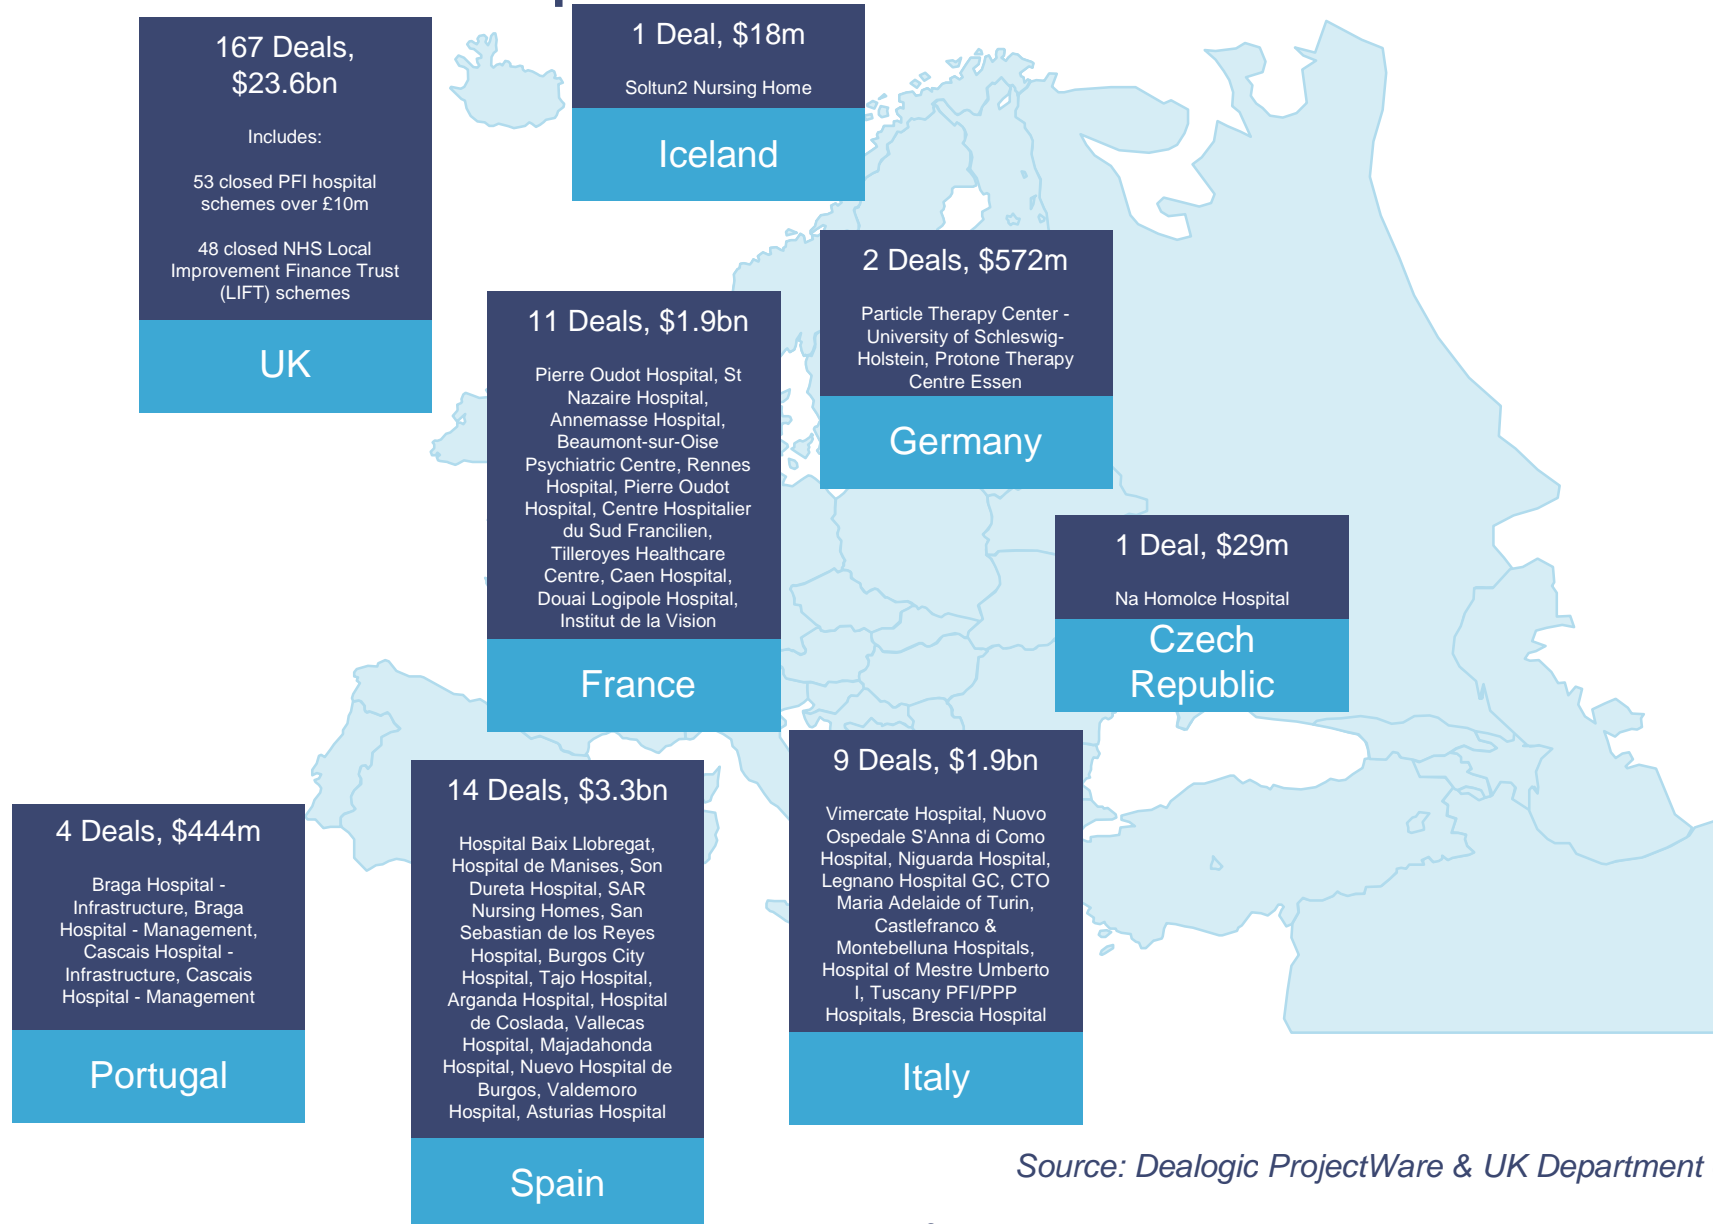 167 Deals,
$23.6bn
Includes:
53 closed PFI hospital
schemes over £10m
48 closed NHS Local
Improvement Finance Trust
(LIFT) schemes
UK
1 Deal, $18m
Soltun2 Nursing Home
Iceland
2 Deals, $572m
Particle Therapy Center -
University of Schleswig-
Holstein, Protone Therapy
Centre Essen
Germany
11 Deals, $1.9bn
Pierre Oudot Hospital, St
Nazaire Hospital,
Annemasse Hospital,
Beaumont-sur-Oise
Psychiatric Centre, Rennes
Hospital, Pierre Oudot
Hospital, Centre Hospitalier
du Sud Francilien,
Tilleroyes Healthcare
Centre, Caen Hospital,
Douai Logipole Hospital,
Institut de la Vision
France
1 Deal, $29m
Na Homolce Hospital
Czech
Republic
4 Deals, $444m
Braga Hospital -
Infrastructure, Braga
Hospital - Management,
Cascais Hospital -
Infrastructure, Cascais
Hospital - Management
Portugal
14 Deals, $3.3bn
Hospital Baix Llobregat,
Hospital de Manises, Son
Dureta Hospital, SAR
Nursing Homes, San
Sebastian de los Reyes
Hospital, Burgos City
Hospital, Tajo Hospital,
Arganda Hospital, Hospital
de Coslada, Vallecas
Hospital, Majadahonda
Hospital, Nuevo Hospital de
Burgos, Valdemoro
Hospital, Asturias Hospital
Spain
9 Deals, $1.9bn
Vimercate Hospital, Nuovo
Ospedale S'Anna di Como
Hospital, Niguarda Hospital,
Legnano Hospital GC, CTO
Maria Adelaide of Turin,
Castlefranco &
Montebelluna Hospitals,
Hospital of Mestre Umberto
I, Tuscany PFI/PPP
Hospitals, Brescia Hospital
Italy
Source: Dealogic ProjectWare & UK Department